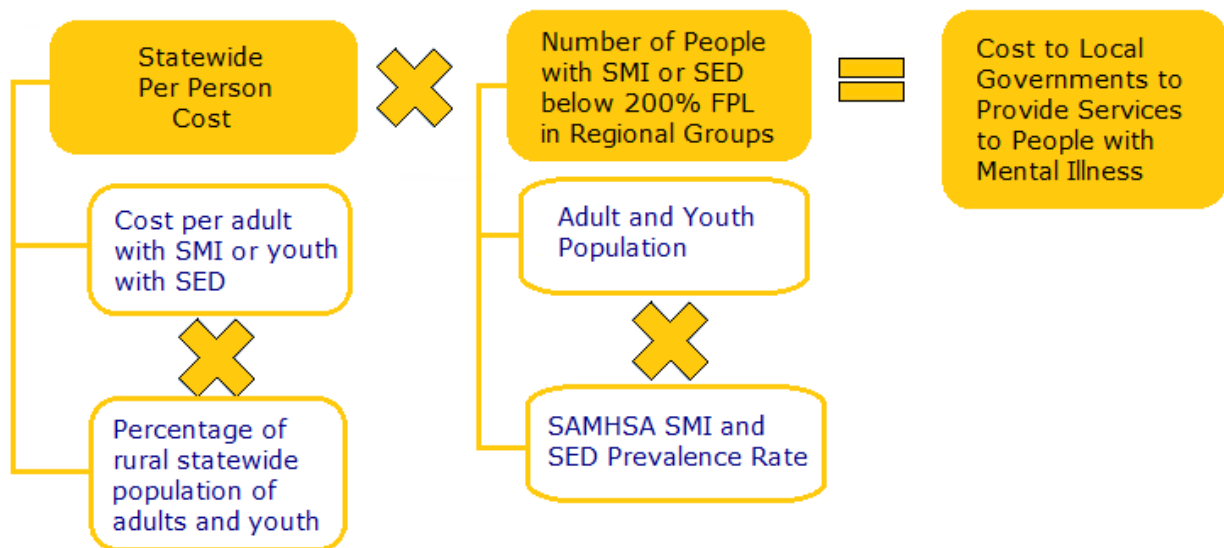 Statewide
Per Person
Cost
Number of People
with SMI or SED
below 200% FPL
in Regional Groups
Cost to Local
Governments to
Provide Services
to People with
Mental Illness
Cost per adult
with SMI or youth
with SED
Adult and Youth
Population
Percentage of
rural statewide
population of
adults and youth
SAMHSA SMI and
SED Prevalence Rate